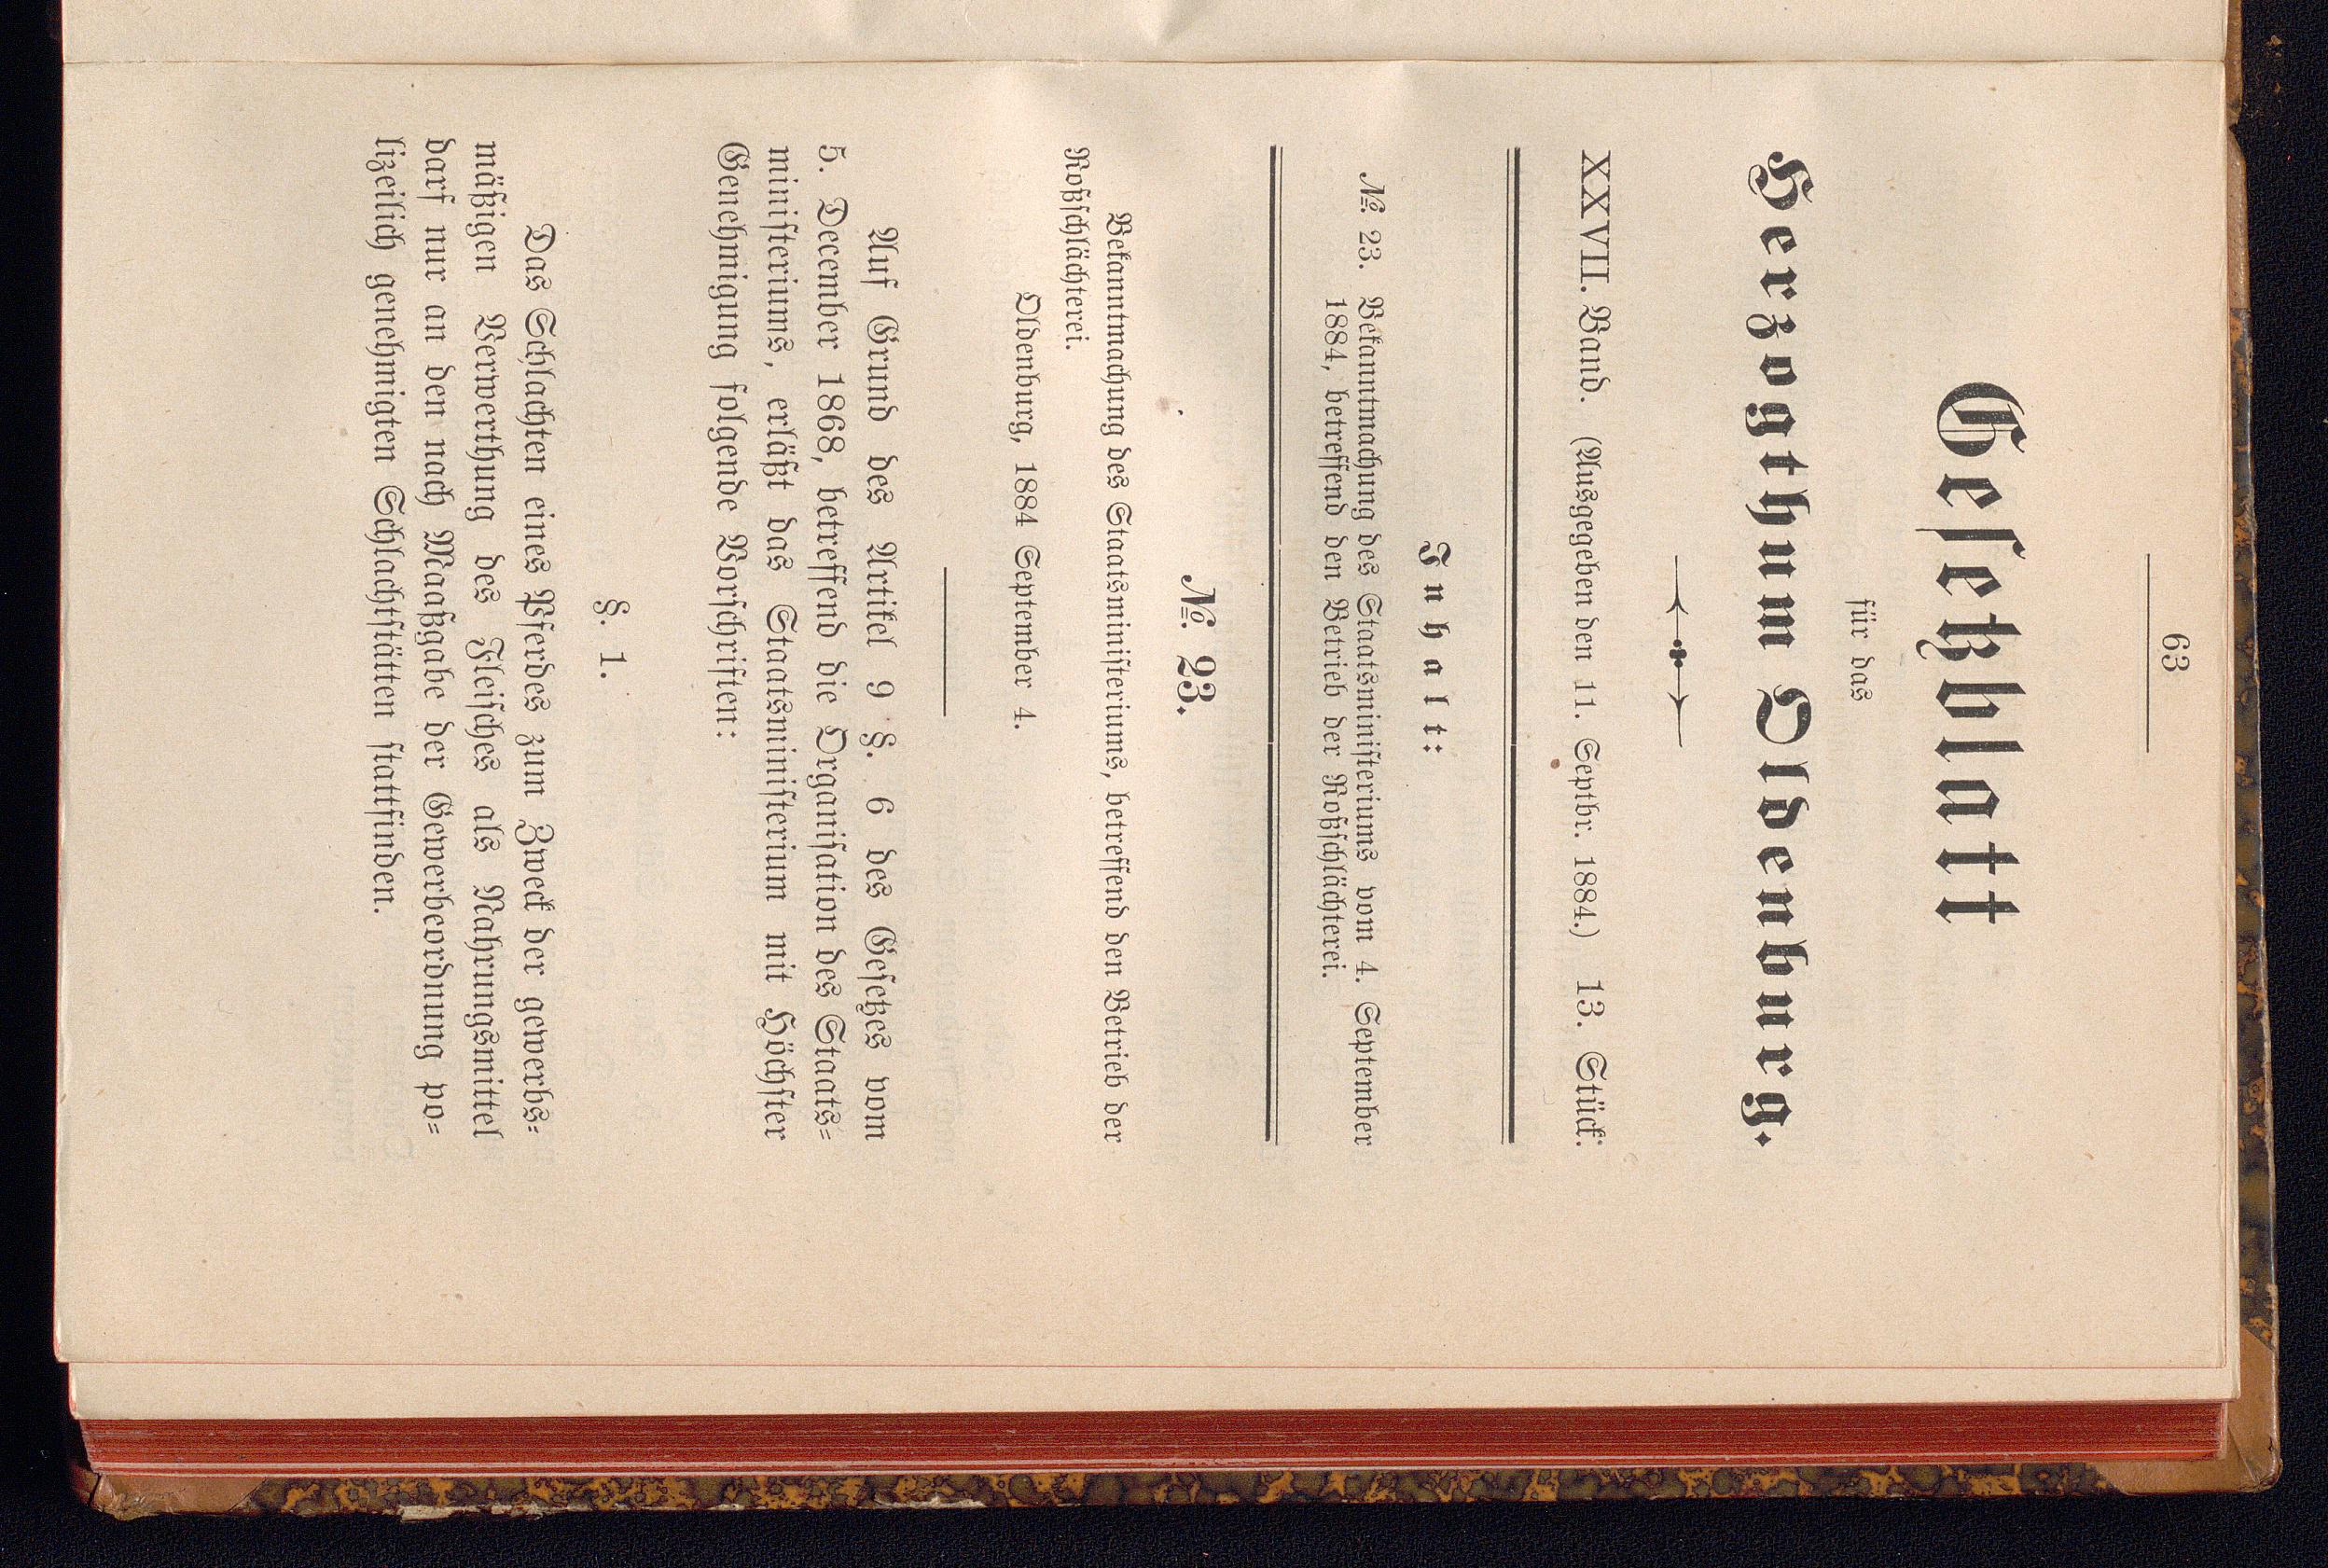 63
Gesetzblatt
für das
Herzogthum Oldenburg.
XXVII. Band. (Ausgegeben den 11. Septbr. 1884.) 13. Stück.
Inhalt:
№. 23. Bekanntmachung des Staatsministeriums vom 4. September
1884, betreffend den Betrieb der Roßschlächterei.
№. 23.
Bekanntmachung des Staatsministeriums, betreffend den Betrieb der
Roßschlächterei.
Oldenburg, 1884 September 4.
Auf Grund des Artikel 9 §. 6 des Gesetzes vom
5. December 1868, betreffend die Organisation des Staats-
ministeriums, erläßt das Staatsministerium mit Höchster
Genehmigung folgende Vorschriften:
§. 1.
Das Schlachten eines Pferdes zum Zweck der gewerbs-
mäßigen Verwerthung des Fleisches als Nahrungsmittel
darf nur an den nach Maaßgabe der Gewerbeordnung po-
lizeilich genehmigten Schlachtstätten stattfinden.